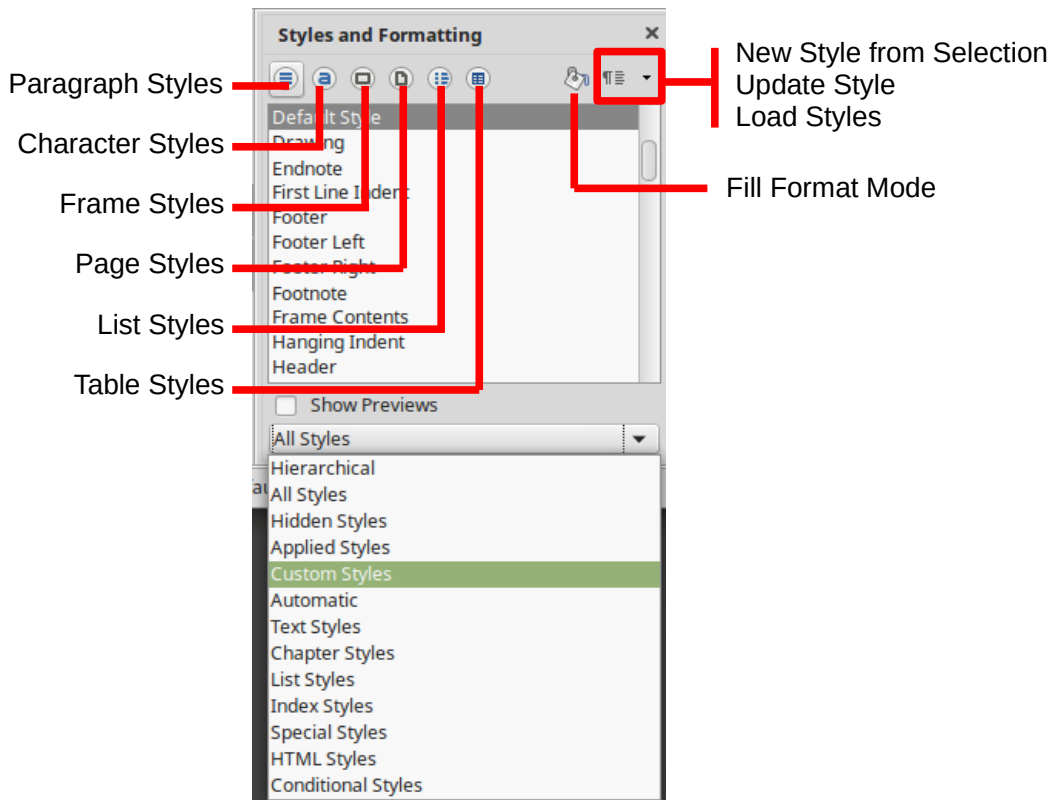 Styles and Formatting
New Style from Selection
Update Style
Load Styles
Paragraph Styles
Character Styles
Frame Styles
Page Styles
List Styles
Table Styles
Fill Format Mode
Default Style
Drawing
Endnote
First Line Indent
Footer
Footer Left
Footer Right
Footnote
Frame Contents
Hanging Indent
Header
Show Previews
All Styles
Hierarchical
All Styles
Hidden Styles
Applied Styles
Custom Styles
Automatic
Text Styles
Chapter Styles
List Styles
Index Styles
Special Styles
HTML Styles
Conditional Styles